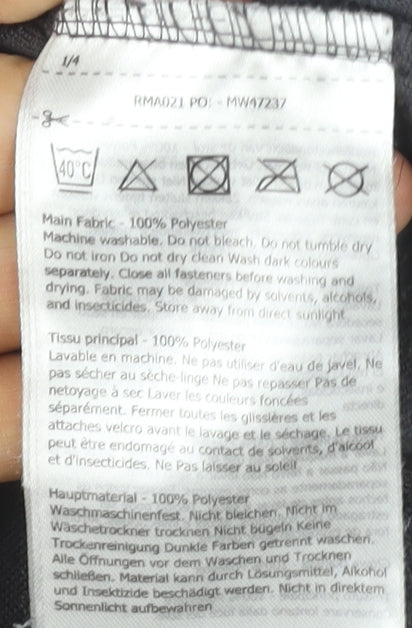 1/4
RMA021 PO: - MW47237
40°C
Main Fabric - 100% Polyester
Machine washable. Do not bleach. Do not tumble dry
Do not iron Do not dry clean Wash dark colours
separately. Close all fasteners before washing and
drying. Fabric may be damaged by solvents, alcohols,
and insecticides. Store away from direct sunlight
Tissu principal - 100% Polyester
Lavable en machine. Ne pas utiliser d'eau de javel. Ne
pas sécher au sèche-linge Ne pas repasser Pas de
netoyage à sec Laver les couleurs foncées
séparément. Fermer toutes les glissières et les
attaches velcro avant le lavage et le séchage. Le tissu
peut être endomagé au contact de solvents, d'alcool
et d'insecticides. Ne Pas laisser au soleil
Hauptmaterial - 100% Polyester
Waschmaschinenfest. Nicht bleichen. Nicht im
Wäschetrockner trocknen Nicht bügeln Keine
Trockenreinigung Dunkle Farben getrennt waschen.
Alle Öffnungen vor dem Waschen und Trocknen
schließen. Material kann durch Lösungsmittel, Alkohol
und Insektizide beschädigt werden. Nicht in direktem
Sonnenlicht aufbewahren